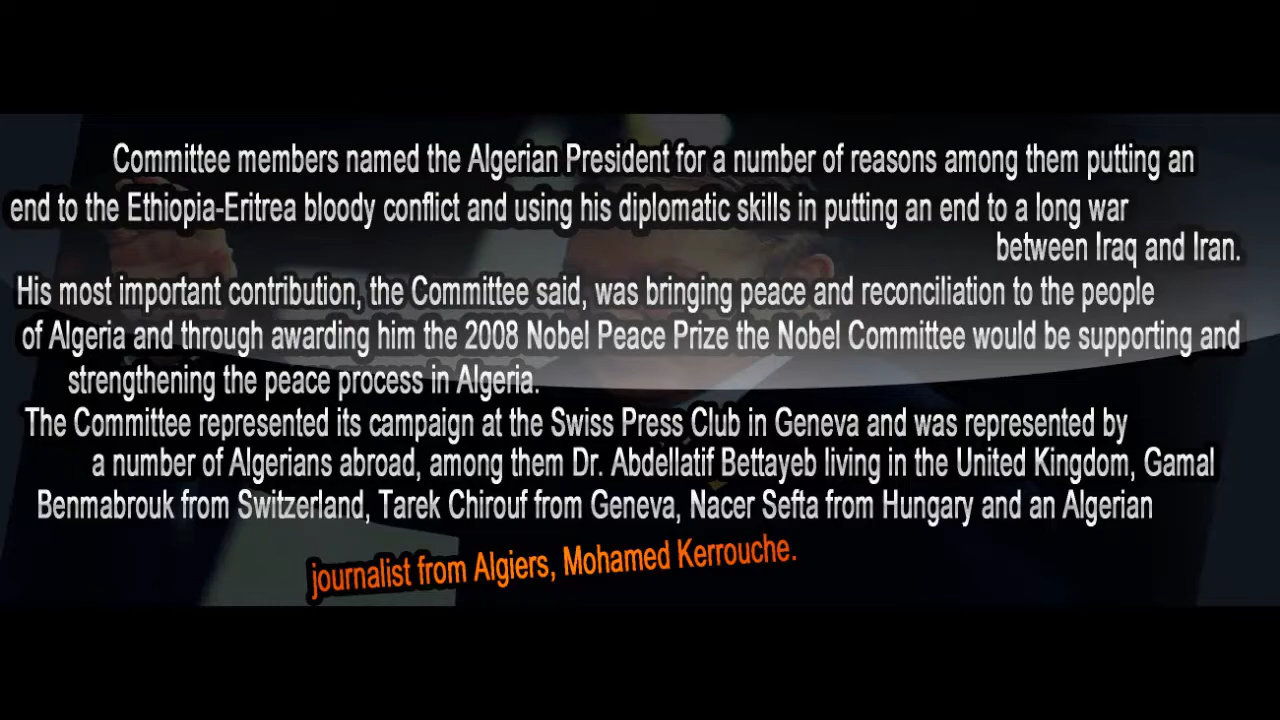 Committee members named the Algerian President for a number of reasons among them putting an
end to the Ethiopia-Eritrea bloody conflict and using his diplomatic skills in putting an end to a long war
between Iraq and Iran.
His most important contribution, the Committee said, was bringing peace and reconciliation to the people
of Algeria and through awarding him the 2008 Nobel Peace Prize the Nobel Committee would be supporting and
strengthening the peace process in Algeria.
The Committee represented its campaign at the Swiss Press Club in Geneva and was represented by
a number of Algerians abroad, among them Dr. Abdellatif Bettayeb living in the United Kingdom, Gamal
Benmabrouk from Switzerland, Tarek Chirouf from Geneva, Nacer Sefta from Hungary and an Algerian
journalist from Algiers, Mohamed Kerrouche.